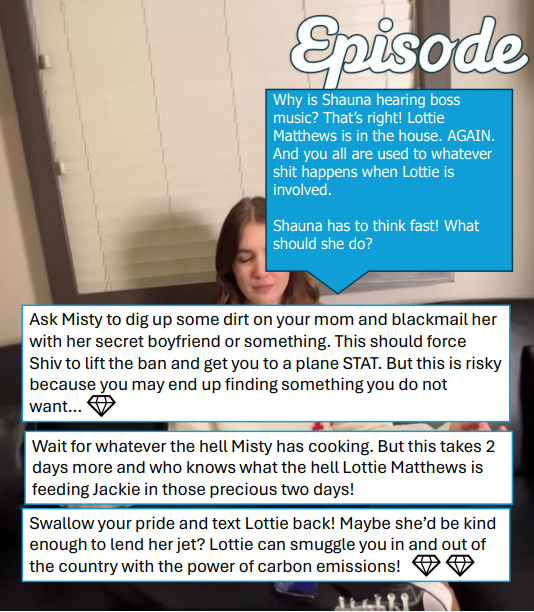 Episode
Why is Shauna hearing boss
music? That's right! Lottie
Matthews is in the house. AGAIN.
And you all are used to whatever
shit happens when Lottie is
involved.
Shauna has to think fast! What
should she do?
Ask Misty to dig up some dirt on your mom and blackmail her
with her secret boyfriend or something. This should force
Shiv to lift the ban and get you to a plane STAT. But this is risky
because you may end up finding something you do not
want...
Wait for whatever the hell Misty has cooking. But this takes 2
days more and who knows what the hell Lottie Matthews is
feeding Jackie in those precious two days!
Swallow your pride and text Lottie back! Maybe she'd be kind
enough to lend her jet? Lottie can smuggle you in and out of
the country with the power of carbon emissions!